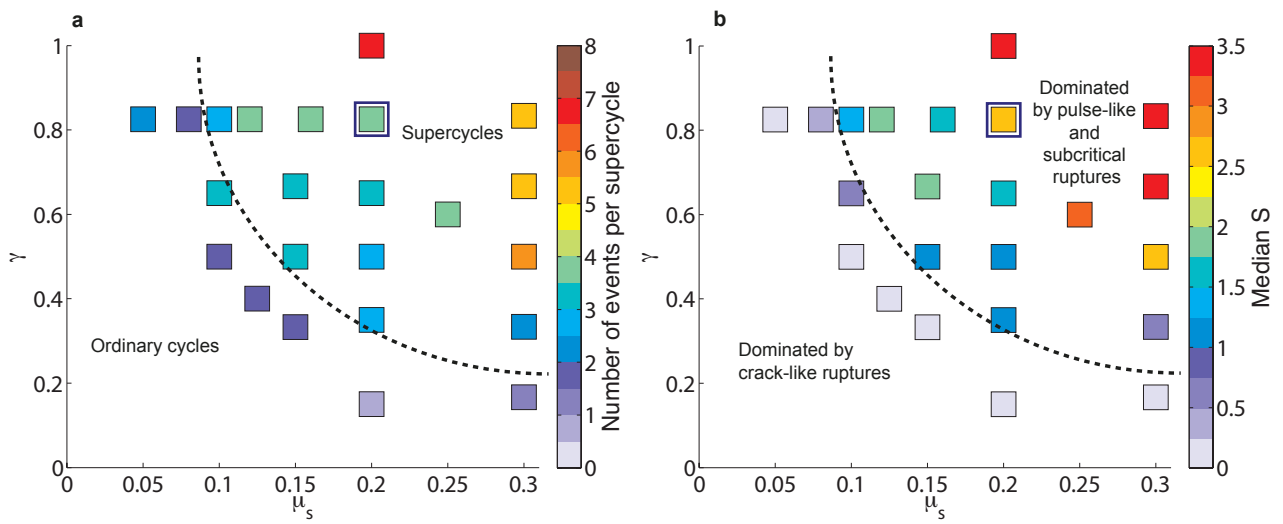 a
1
0.8
0.6
0.4
0.2
0
γ
0
0.05
0.1
0.15
0.2
0.25
0.3
μs
Supercycles
Ordinary cycles
8
7
6
5
4
3
2
1
0
Number of events per supercycle
b
1
0.8
0.6
0.4
0.2
0
γ
0
0.05
0.1
0.15
0.2
0.25
0.3
μs
Dominated
by pulse-like
and
subcritical
ruptures
Dominated by
crack-like ruptures
3.5
3
2.5
2
1.5
1
0.5
0
Median S